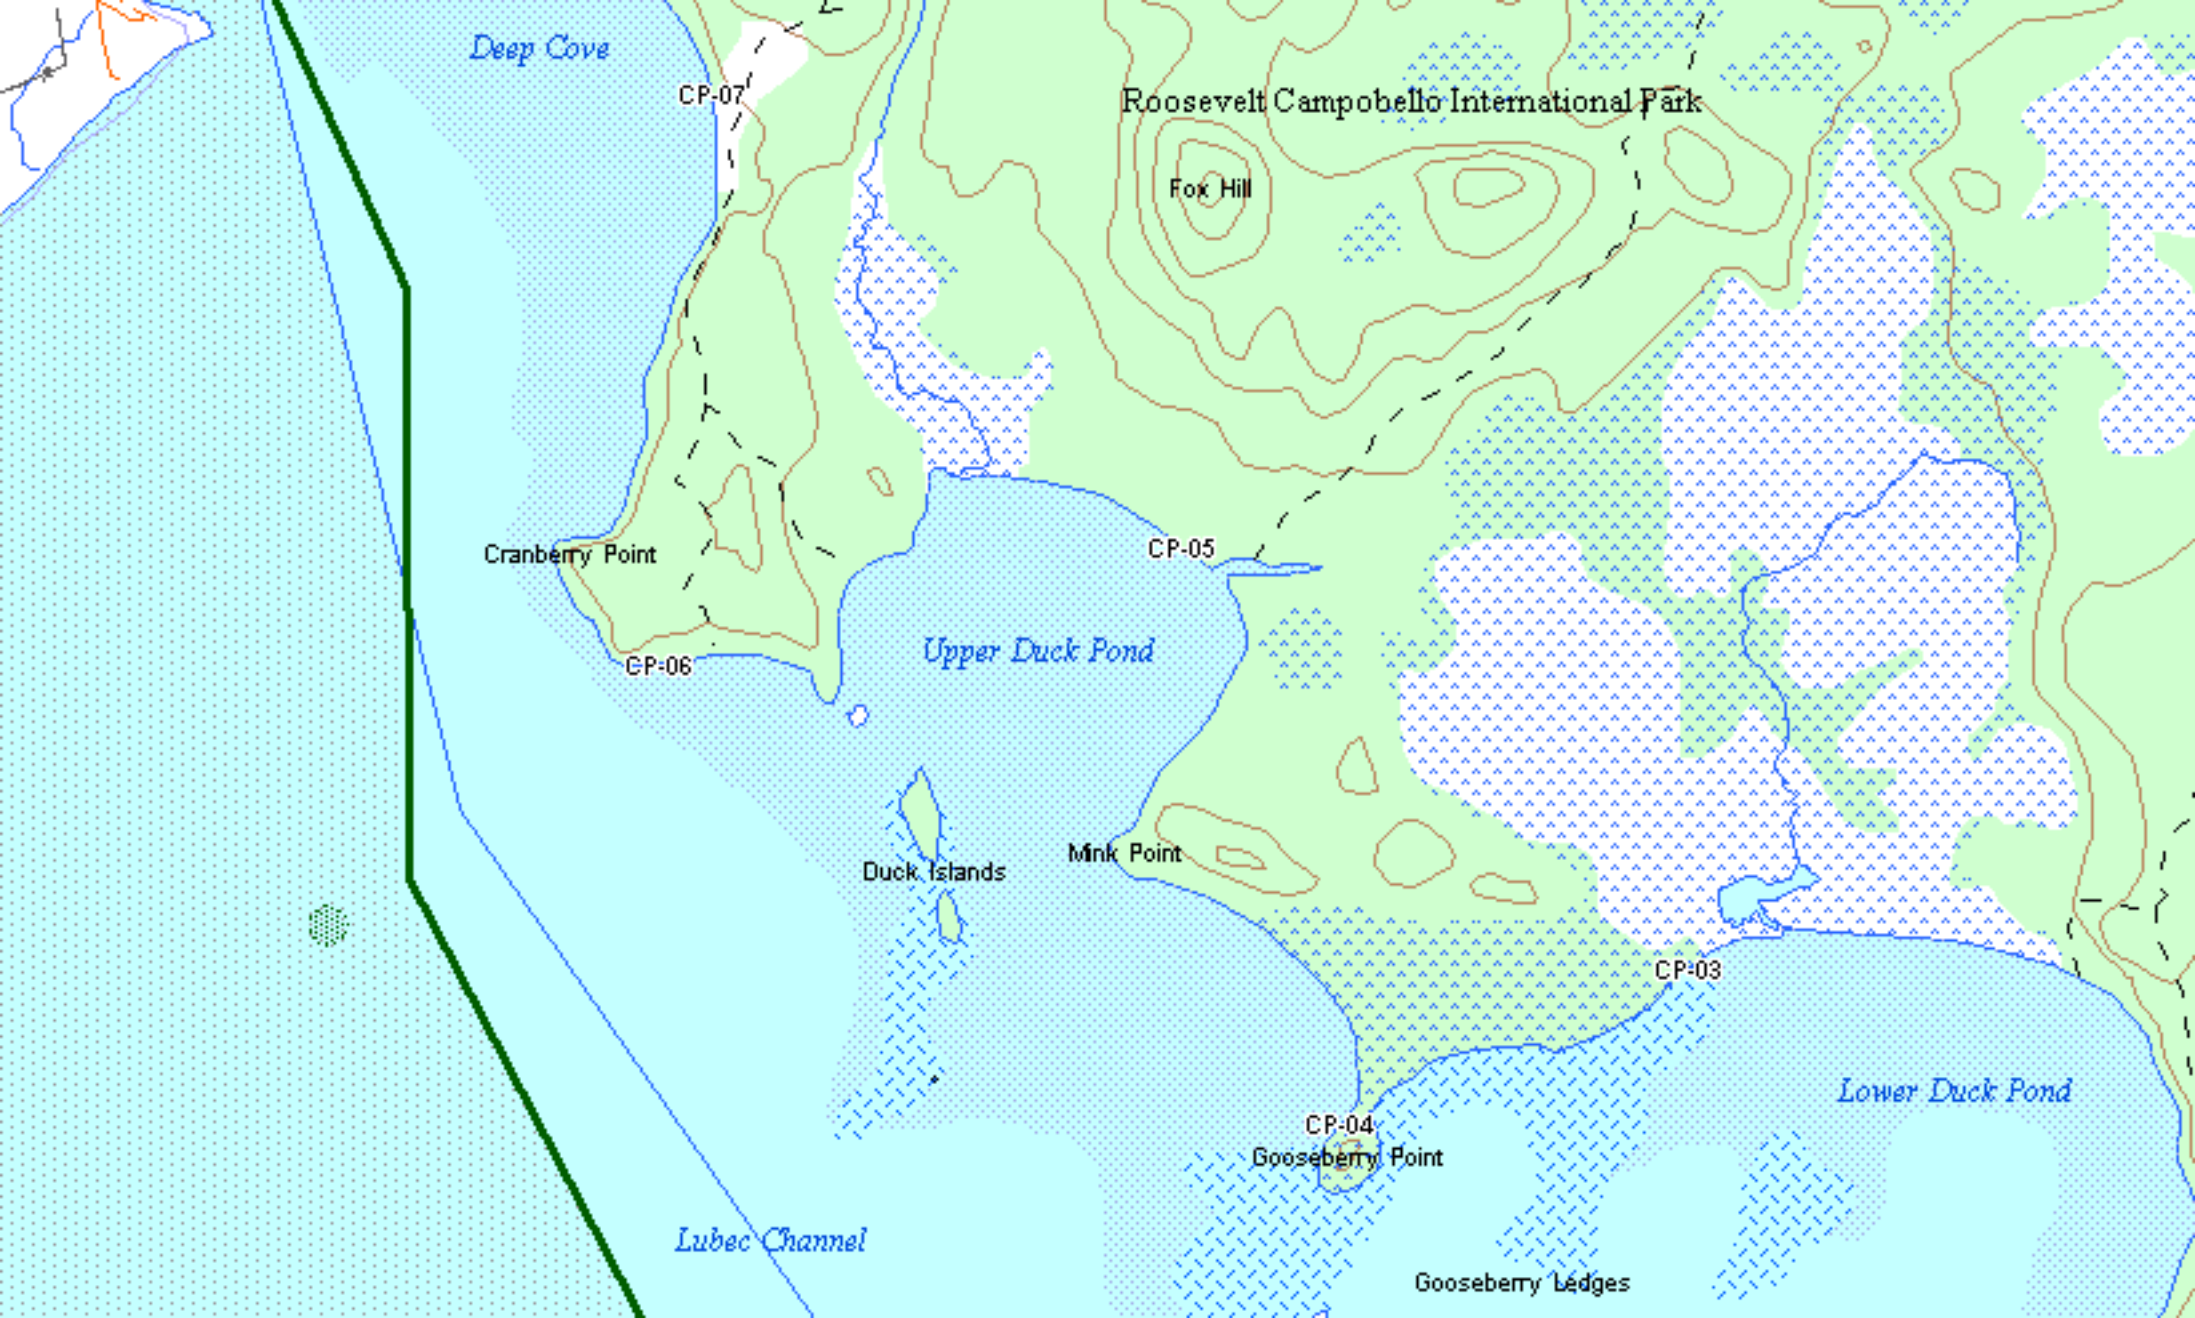 Deep Cove
CP-07
Roosevelt Campobello International Park
Fox Hill
CP-05
Cranberry Point
Upper Duck Pond
CP-06
Mink Point
Duck Islands
CP-03
Lower Duck Pond
CP-04
Gooseberry Point
Lubec Channel
Gooseberry Ledges